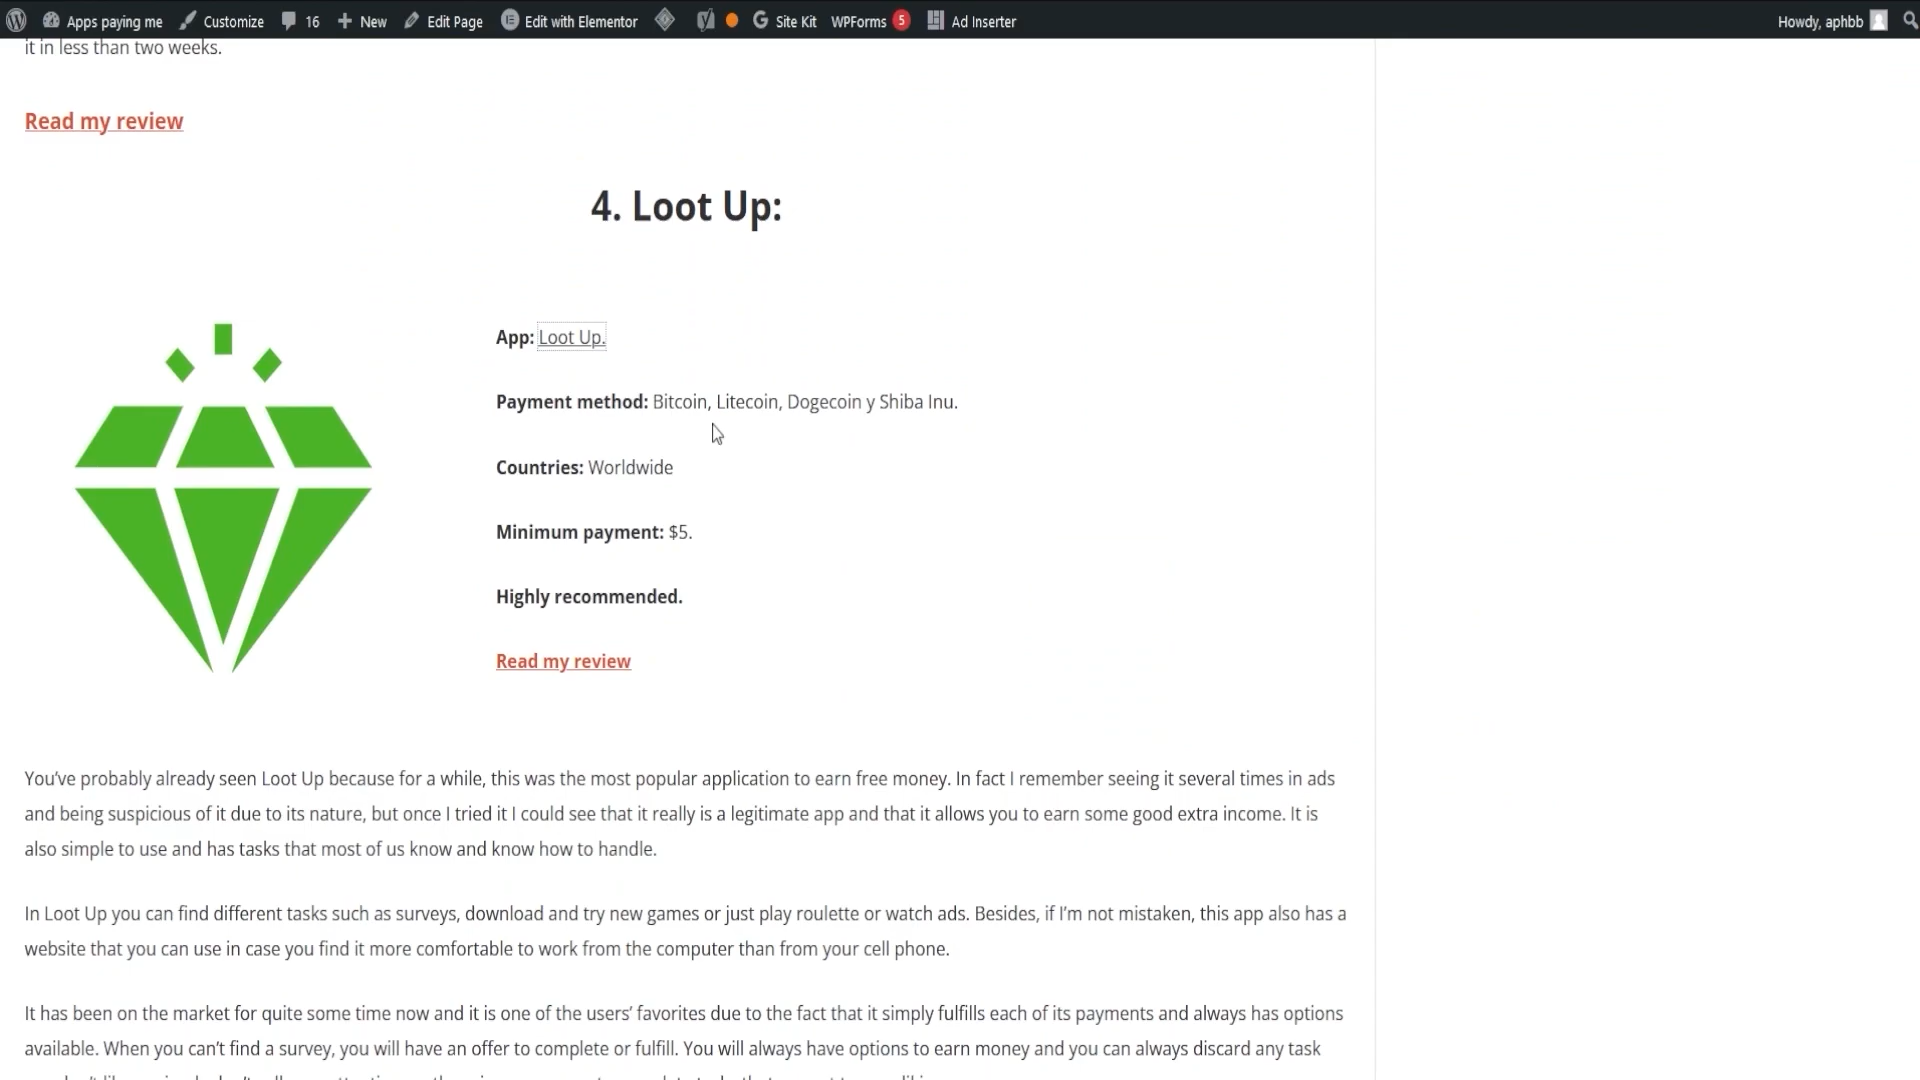 Apps paying me Customize 16 New Edit Page Edit with Elementor Site Kit WPForms 5 Ad Inserter Howdy, aphbb
it in less than two weeks.
Read my review
4. Loot Up:
App: Loot Up.
Payment method: Bitcoin, Litecoin, Dogecoin y Shiba Inu.
Countries: Worldwide
Minimum payment: $5.
Highly recommended.
Read my review
You’ve probably already seen Loot Up because for a while, this was the most popular application to earn free money. In fact I remember seeing it several times in ads
and being suspicious of it due to its nature, but once I tried it I could see that it really is a legitimate app and that it allows you to earn some good extra income. It is
also simple to use and has tasks that most of us know and know how to handle.
In Loot Up you can find different tasks such as surveys, download and try new games or just play roulette or watch ads. Besides, if I’m not mistaken, this app also has a
website that you can use in case you find it more comfortable to work from the computer than from your cell phone.
It has been on the market for quite some time now and it is one of the users’ favorites due to the fact that it simply fulfills each of its payments and always has options
available. When you can’t find a survey, you will have an offer to complete or fulfill. You will always have options to earn money and you can always discard any task